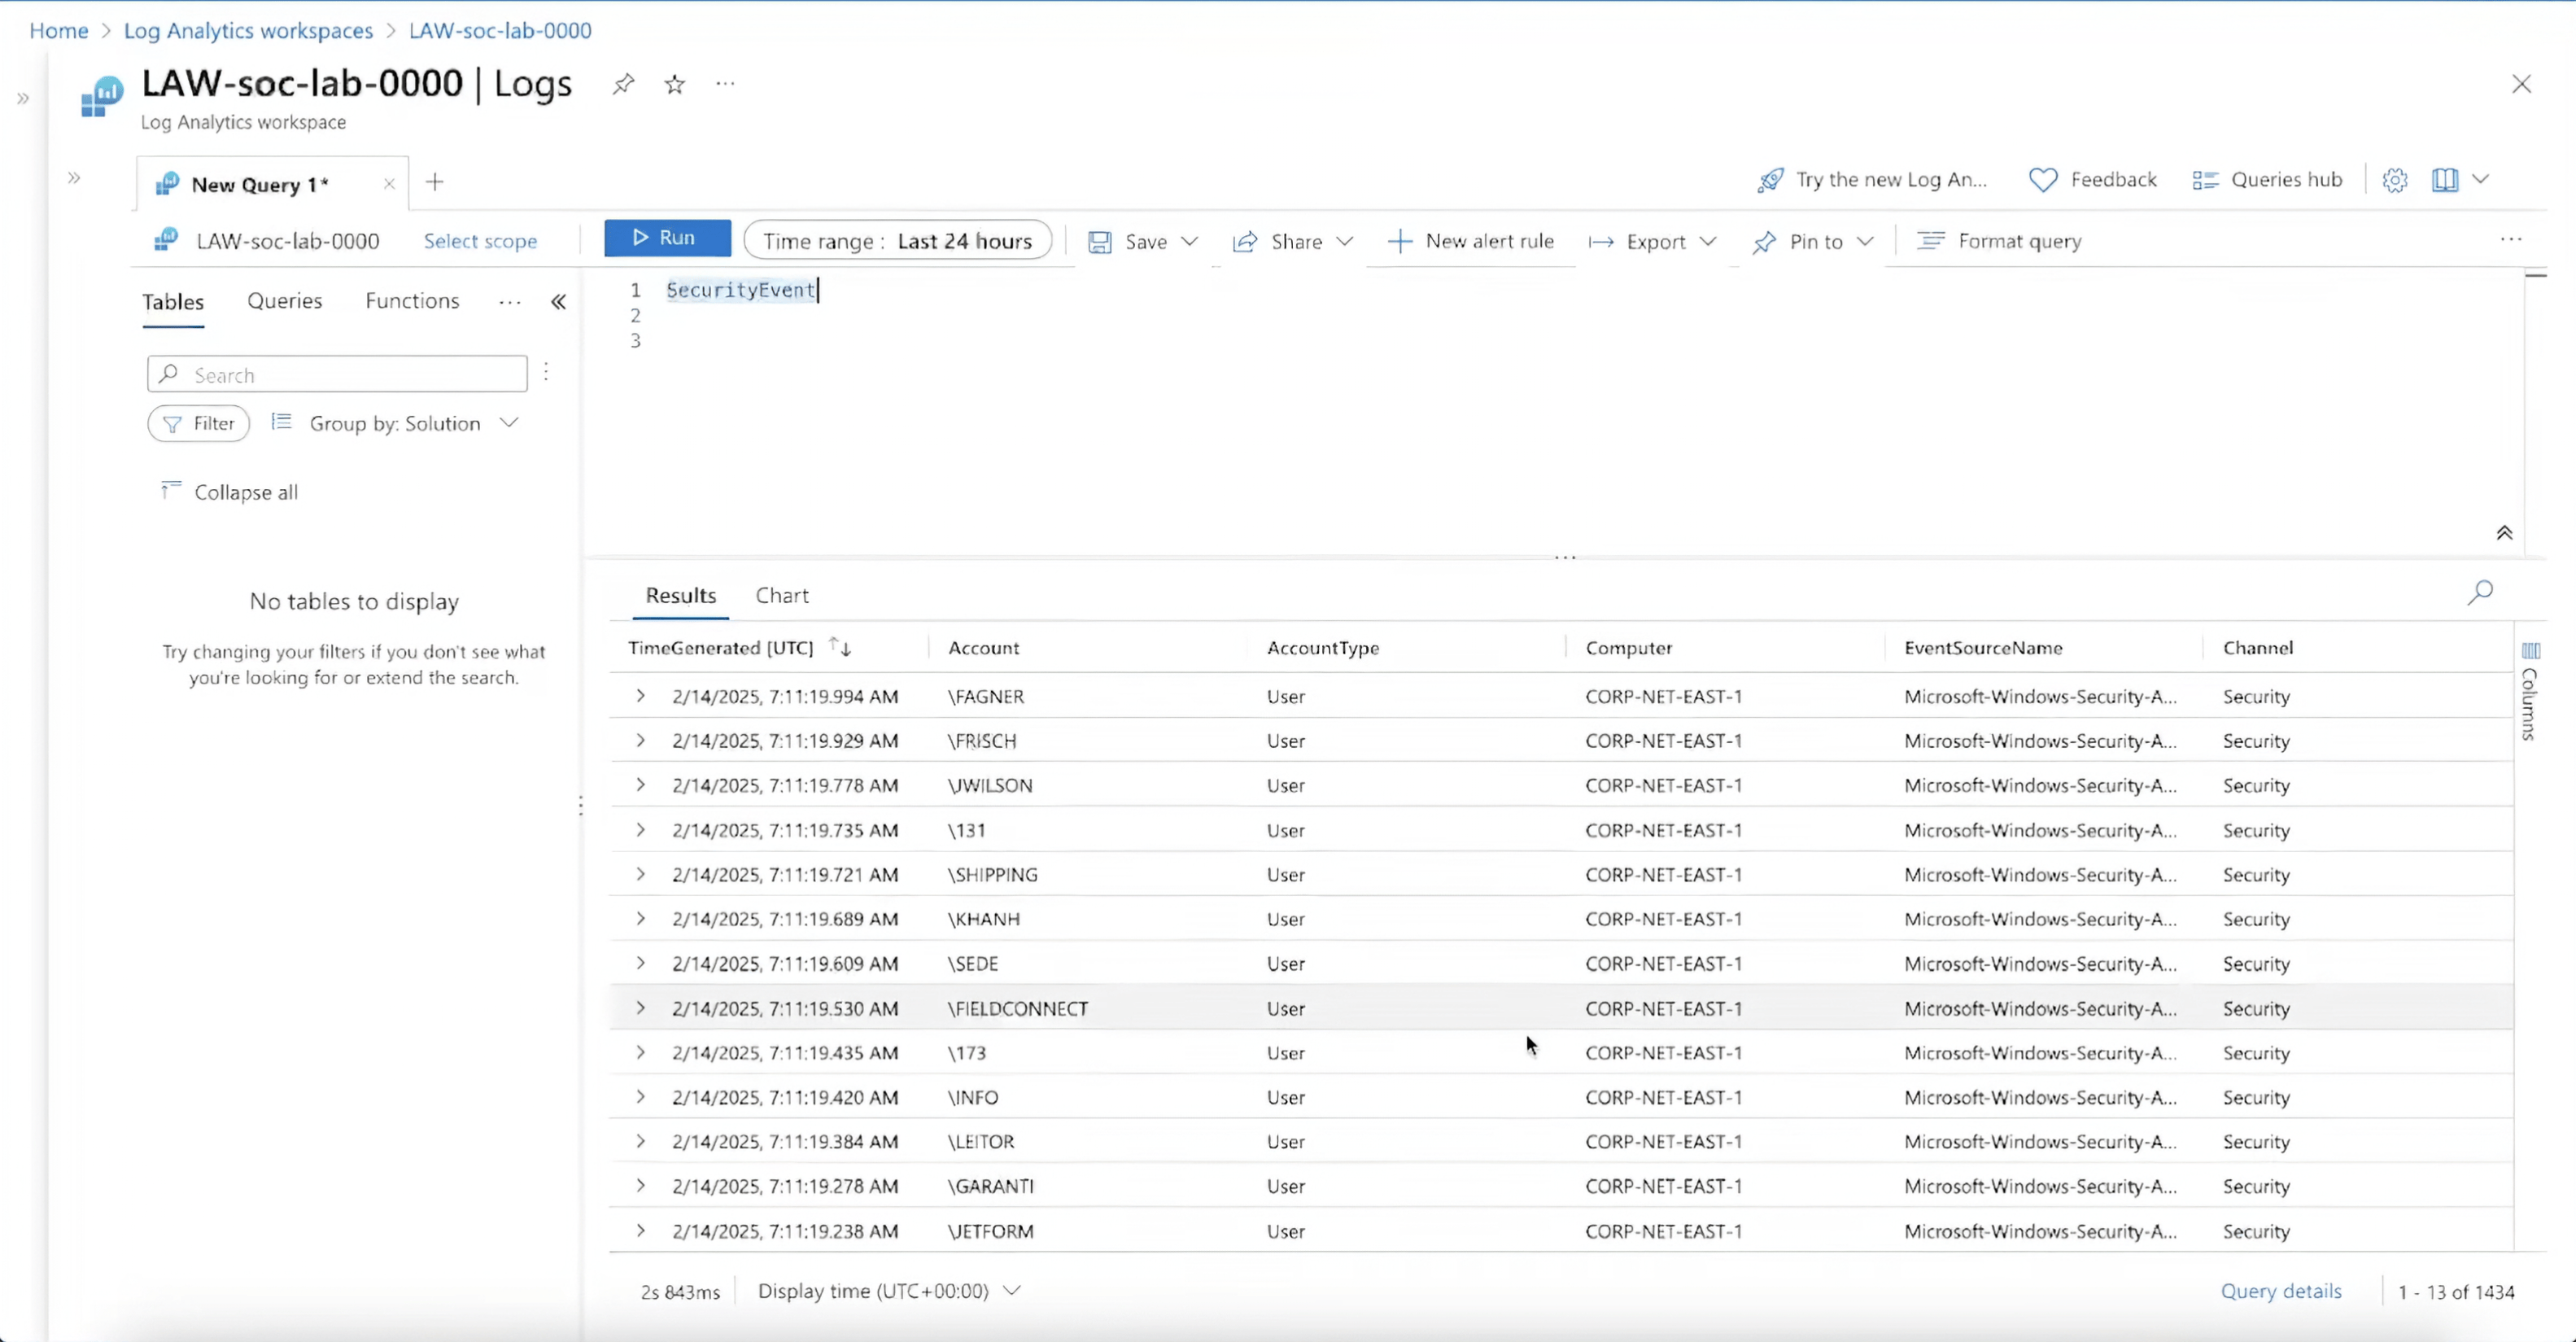 Home > Log Analytics workspaces > LAW-soc-lab-0000
LAW-soc-lab-0000 | Logs
Log Analytics workspace
New Query 1*
Try the new Log An...
Feedback
Queries hub
LAW-soc-lab-0000
Select scope
Run
Time range : Last 24 hours
Save
Share
New alert rule
Export
Pin to
Format query
Tables
Queries
Functions
Search
Filter
Group by: Solution
Collapse all
No tables to display
Try changing your filters if you don't see what
you're looking for or extend the search.
1 SecurityEvent
2
3
Results
Chart
TimeGenerated [UTC] Account AccountType Computer EventSourceName Channel
2/14/2025, 7:11:19.994 AM \FAGNER User CORP-NET-EAST-1 Microsoft-Windows-Security-A... Security
2/14/2025, 7:11:19.929 AM \FRISCH User CORP-NET-EAST-1 Microsoft-Windows-Security-A... Security
2/14/2025, 7:11:19.778 AM \JWILSON User CORP-NET-EAST-1 Microsoft-Windows-Security-A... Security
2/14/2025, 7:11:19.735 AM \131 User CORP-NET-EAST-1 Microsoft-Windows-Security-A... Security
2/14/2025, 7:11:19.721 AM \SHIPPING User CORP-NET-EAST-1 Microsoft-Windows-Security-A... Security
2/14/2025, 7:11:19.689 AM \KHANH User CORP-NET-EAST-1 Microsoft-Windows-Security-A... Security
2/14/2025, 7:11:19.609 AM \SEDE User CORP-NET-EAST-1 Microsoft-Windows-Security-A... Security
2/14/2025, 7:11:19.530 AM \FIELDCONNECT User CORP-NET-EAST-1 Microsoft-Windows-Security-A... Security
2/14/2025, 7:11:19.435 AM \173 User CORP-NET-EAST-1 Microsoft-Windows-Security-A... Security
2/14/2025, 7:11:19.420 AM \INFO User CORP-NET-EAST-1 Microsoft-Windows-Security-A... Security
2/14/2025, 7:11:19.384 AM \LEITOR User CORP-NET-EAST-1 Microsoft-Windows-Security-A... Security
2/14/2025, 7:11:19.278 AM \GARANTI User CORP-NET-EAST-1 Microsoft-Windows-Security-A... Security
2/14/2025, 7:11:19.238 AM \JETFORM User CORP-NET-EAST-1 Microsoft-Windows-Security-A... Security
Columns
2s 843ms
Display time (UTC+00:00)
Query details
1 - 13 of 1434